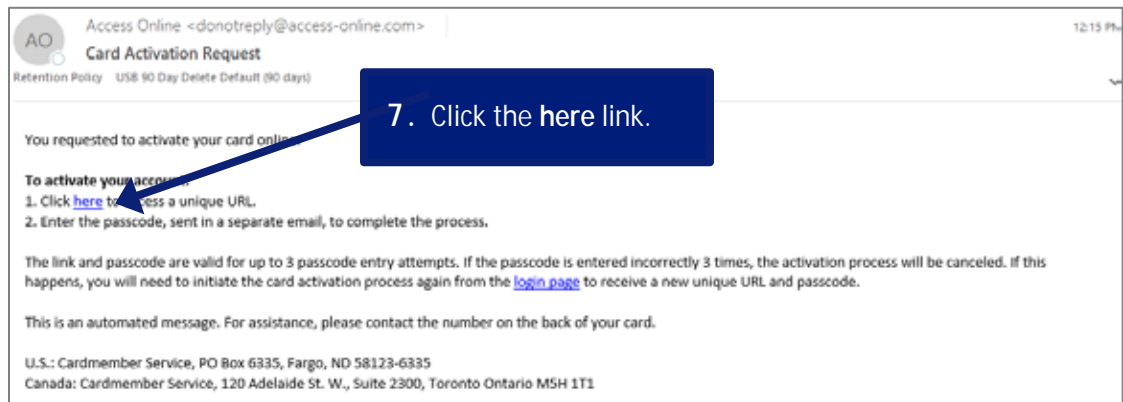 AO
Access Online <donotreply@access-online.com>
12:15 PM
Card Activation Request
Retention Policy USB 90 Day Delete Default (90 days)
7. Click the here link.
You requested to activate your card online.
To activate your account:
1. Click here to access a unique URL.
2. Enter the passcode, sent in a separate email, to complete the process.
The link and passcode are valid for up to 3 passcode entry attempts. If the passcode is entered incorrectly 3 times, the activation process will be canceled. If this
happens, you will need to initiate the card activation process again from the login page to receive a new unique URL and passcode.
This is an automated message. For assistance, please contact the number on the back of your card.
U.S.: Cardmember Service, PO Box 6335, Fargo, ND 58123-6335
Canada: Cardmember Service, 120 Adelaide St. W., Suite 2300, Toronto Ontario M5H 1T1